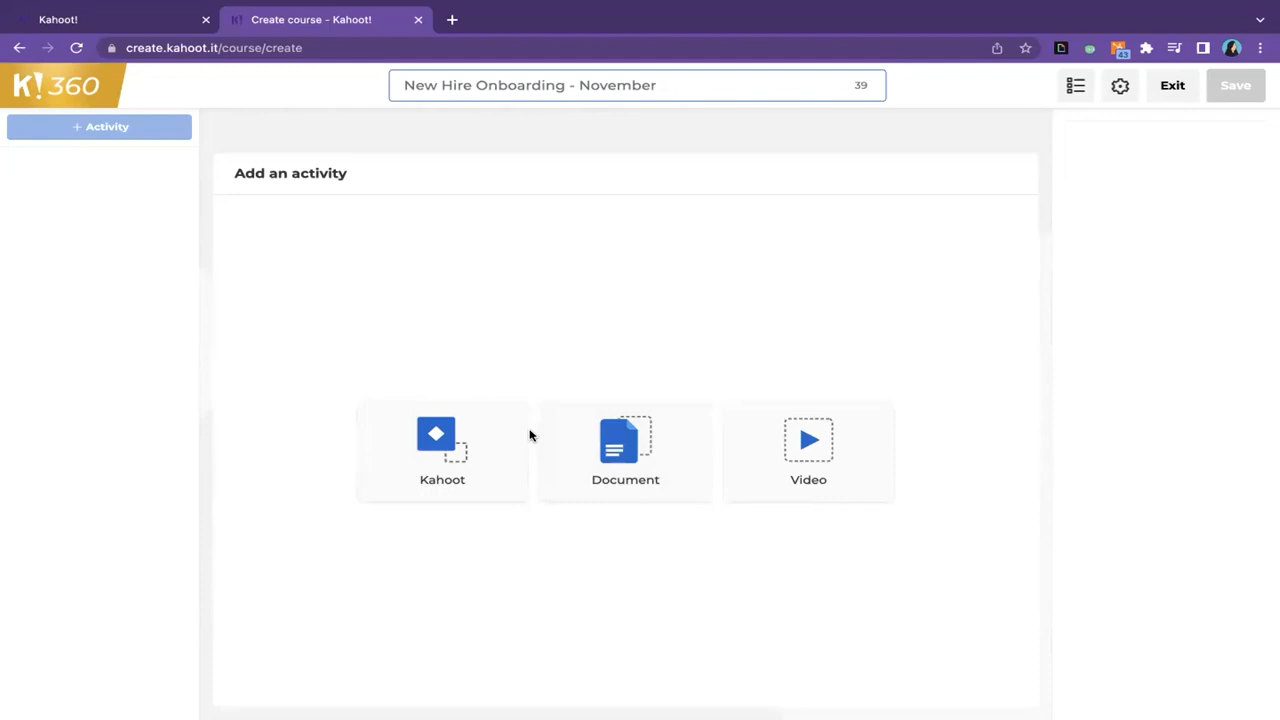 Kahoot!
K! Create course - Kahoot!
create.kahoot.it/course/create
43
K! 360
New Hire Onboarding - November
39
Exit
Save
+ Activity
Add an activity
Kahoot
Document
Video